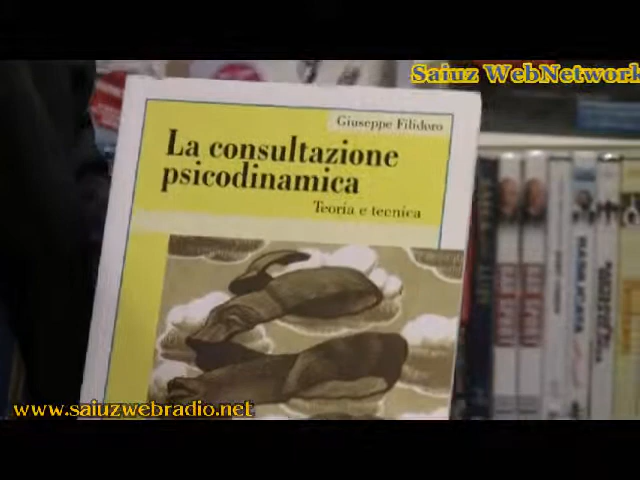 Saiuz WebNetwork
Giuseppe Filidoro
La consultazione
psicodinamica
Teoria e tecnica
www.saiuzwebradio.net